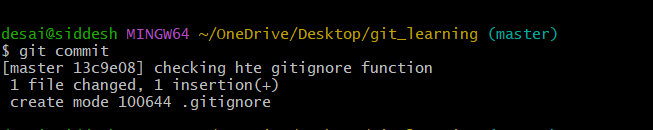 desai@siddesh MINGW64 ~/OneDrive/Desktop/git_learning (master)
$ git commit
[master 13c9e08] checking hte gitignore function
 1 file changed, 1 insertion(+)
 create mode 100644 .gitignore